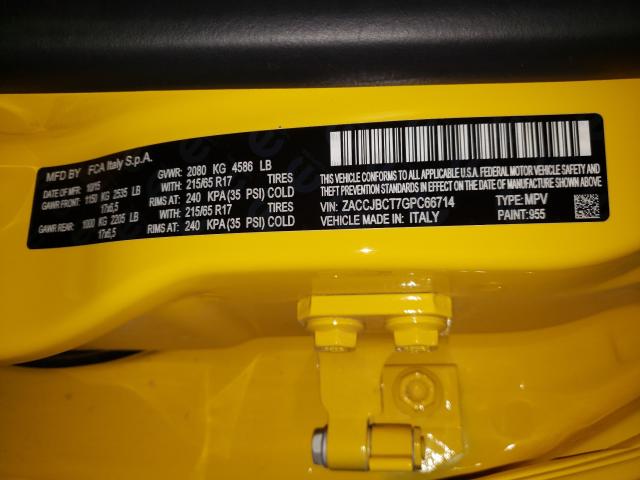 MFD BY FCA Italy S.p.A.
DATE OF MFR: 10/15 GVWR: 2080 KG 4586 LB
GAWR FRONT: 1150 KG 2535 LB WITH: 215/65 R17 TIRES
17x6,5 RIMS AT: 240 KPA (35 PSI) COLD
GAWR REAR: 1000 KG 2205 LB WITH: 215/65 R17 TIRES
17x6,5 RIMS AT: 240 KPA (35 PSI) COLD
THIS VEHICLE CONFORMS TO ALL APPLICABLE U.S.A. FEDERAL MOTOR VEHICLE SAFETY AND
THEFT PREVENTION STANDARDS IN EFFECT ON THE DATE OF MANUFACTURE SHOWN ABOVE
VIN: ZACCJBCT7GPC66714 TYPE: MPV
VEHICLE MADE IN: ITALY PAINT: 955